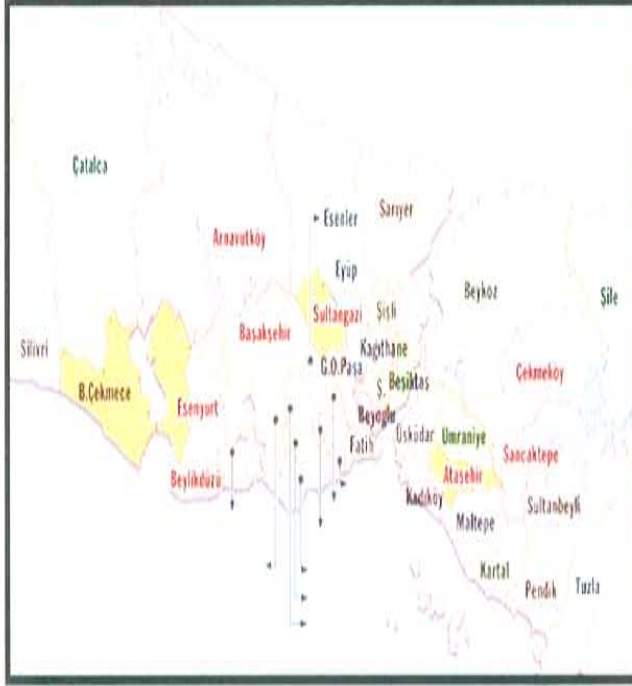 Çatalca
Esenler
Sarıyer
Arnavutköy
Eyüp
Beykoz
Şile
Sultangazi
Şişli
Başakşehir
Silivri
Kağıthane
G.O.Paşa
Çekmeköy
B.Çekmece
Ş.
Beşiktaş
Esenyurt
Beyoğlu
Fatih
Üsküdar
Ümraniye
Sancaktepe
Beylikdüzü
Ataşehir
Kadıköy
Sultanbeyli
Maltepe
Kartal
Pendik
Tuzla